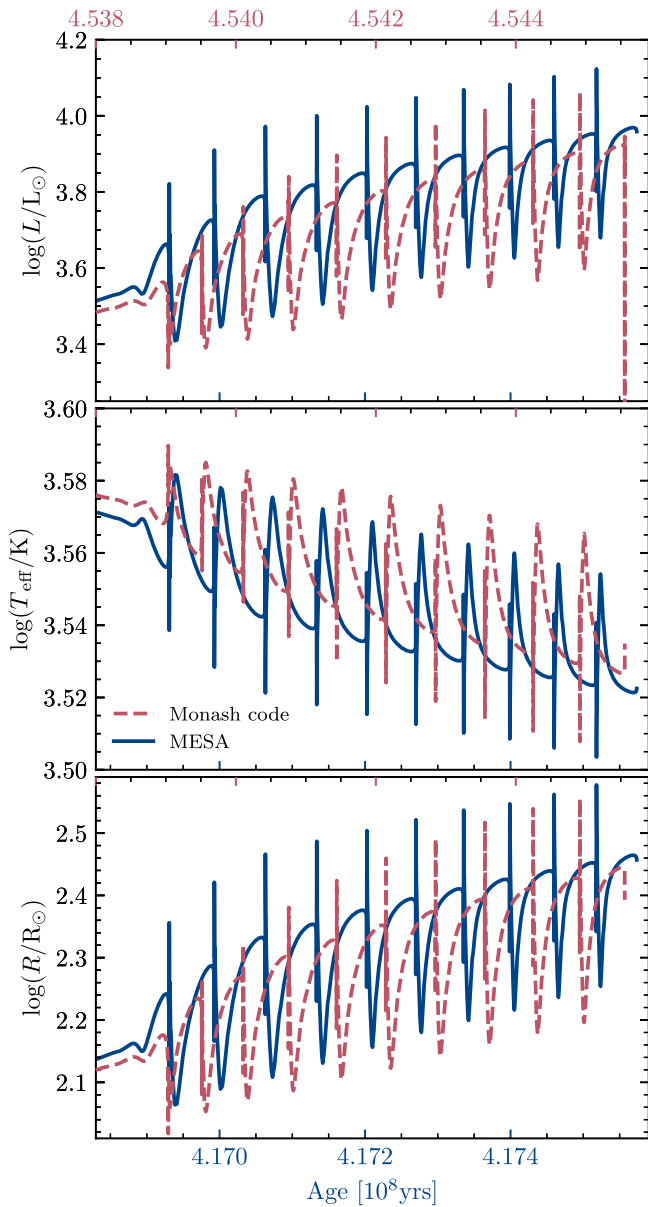 4.538 4.540 4.542 4.544
4.2
4.0
3.8
3.6
3.4
log(L/L⊙)
3.60
3.58
3.56
3.54
3.52
3.50
log(T_eff/K)
Monash code
MESA
2.5
2.4
2.3
2.2
2.1
log(R/R⊙)
4.170 4.172 4.174
Age [10⁸yrs]